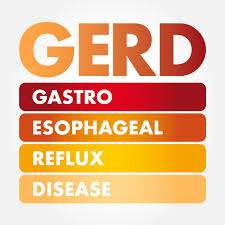 GERD
GASTRO
ESOPHAGEAL
REFLUX
DISEASE